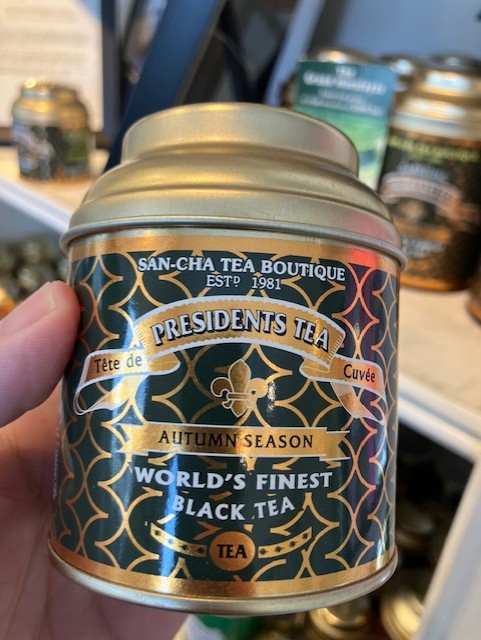 SAN-CHA TEA BOUTIQUE
ESTD 1981
PRESIDENTS TEA
Tête de Cuvée
AUTUMN SEASON
WORLD'S FINEST
BLACK TEA
TEA